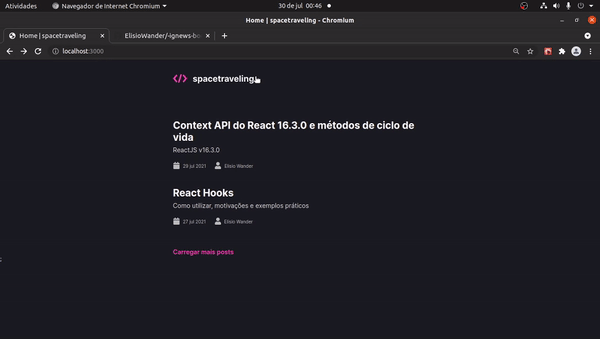 Atividades
Navegador de Internet Chromium
30 de jul 00:46
Home | spacetraveling - Chromium
Home | spacetraveling
ElisioWander/-ignews-bo
localhost:3000
</> spacetraveling.
Context API do React 16.3.0 e métodos de ciclo de
vida
ReactJS v16.3.0
29 jul 2021 Elisio Wander
React Hooks
Como utilizar, motivações e exemplos práticos
27 jul 2021 Elisio Wander
Carregar mais posts